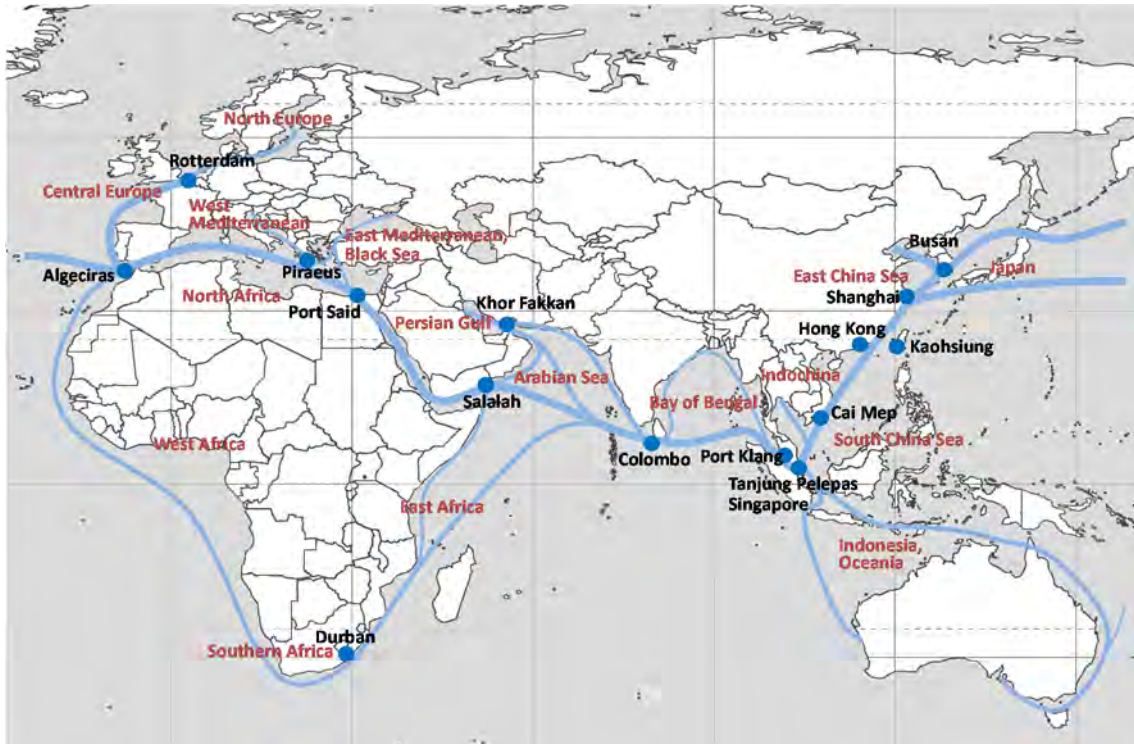 North Europe
Rotterdam
Central Europe
West
Mediterranean
East Mediterranean,
Black Sea
Busan
Algeciras
Piraeus
East China Sea
Japan
North Africa
Port Said
Khor Fakkan
Shanghai
Persian Gulf
Hong Kong
Kaohsiung
Arabian Sea
Indochina
Salalah
Bay of Bengal
Cai Mep
West Africa
South China Sea
Colombo
Port Klang
Tanjung Pelepas
Singapore
East Africa
Indonesia,
Oceania
Durban
Southern Africa